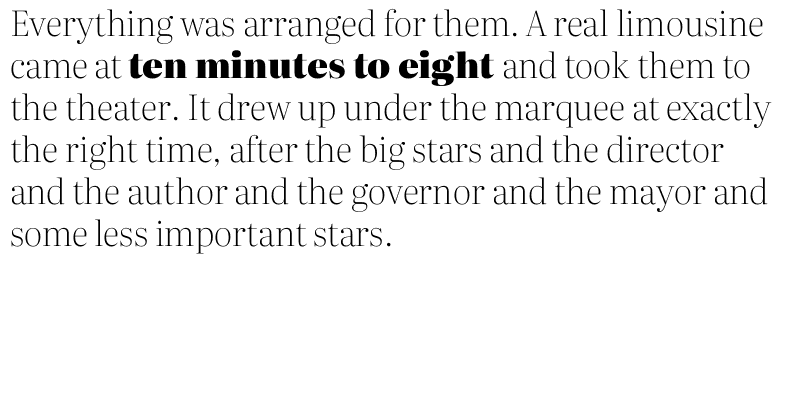 Everything was arranged for them. A real limousine
came at ten minutes to eight and took them to
the theater. It drew up under the marquee at exactly
the right time, after the big stars and the director
and the author and the governor and the mayor and
some less important stars.